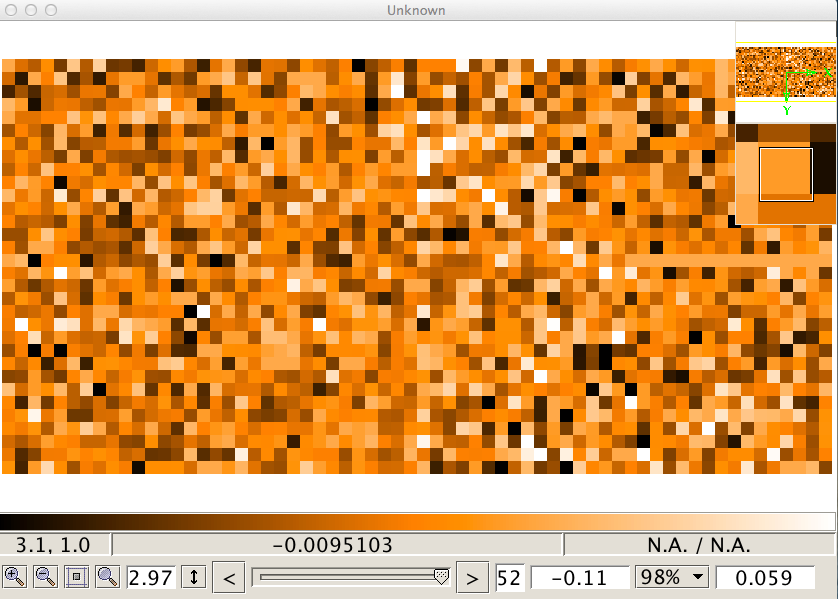 Unknown
X
Y
3.1, 1.0 -0.0095103 N.A. / N.A.
2.97 < > 52 -0.11 98% 0.059